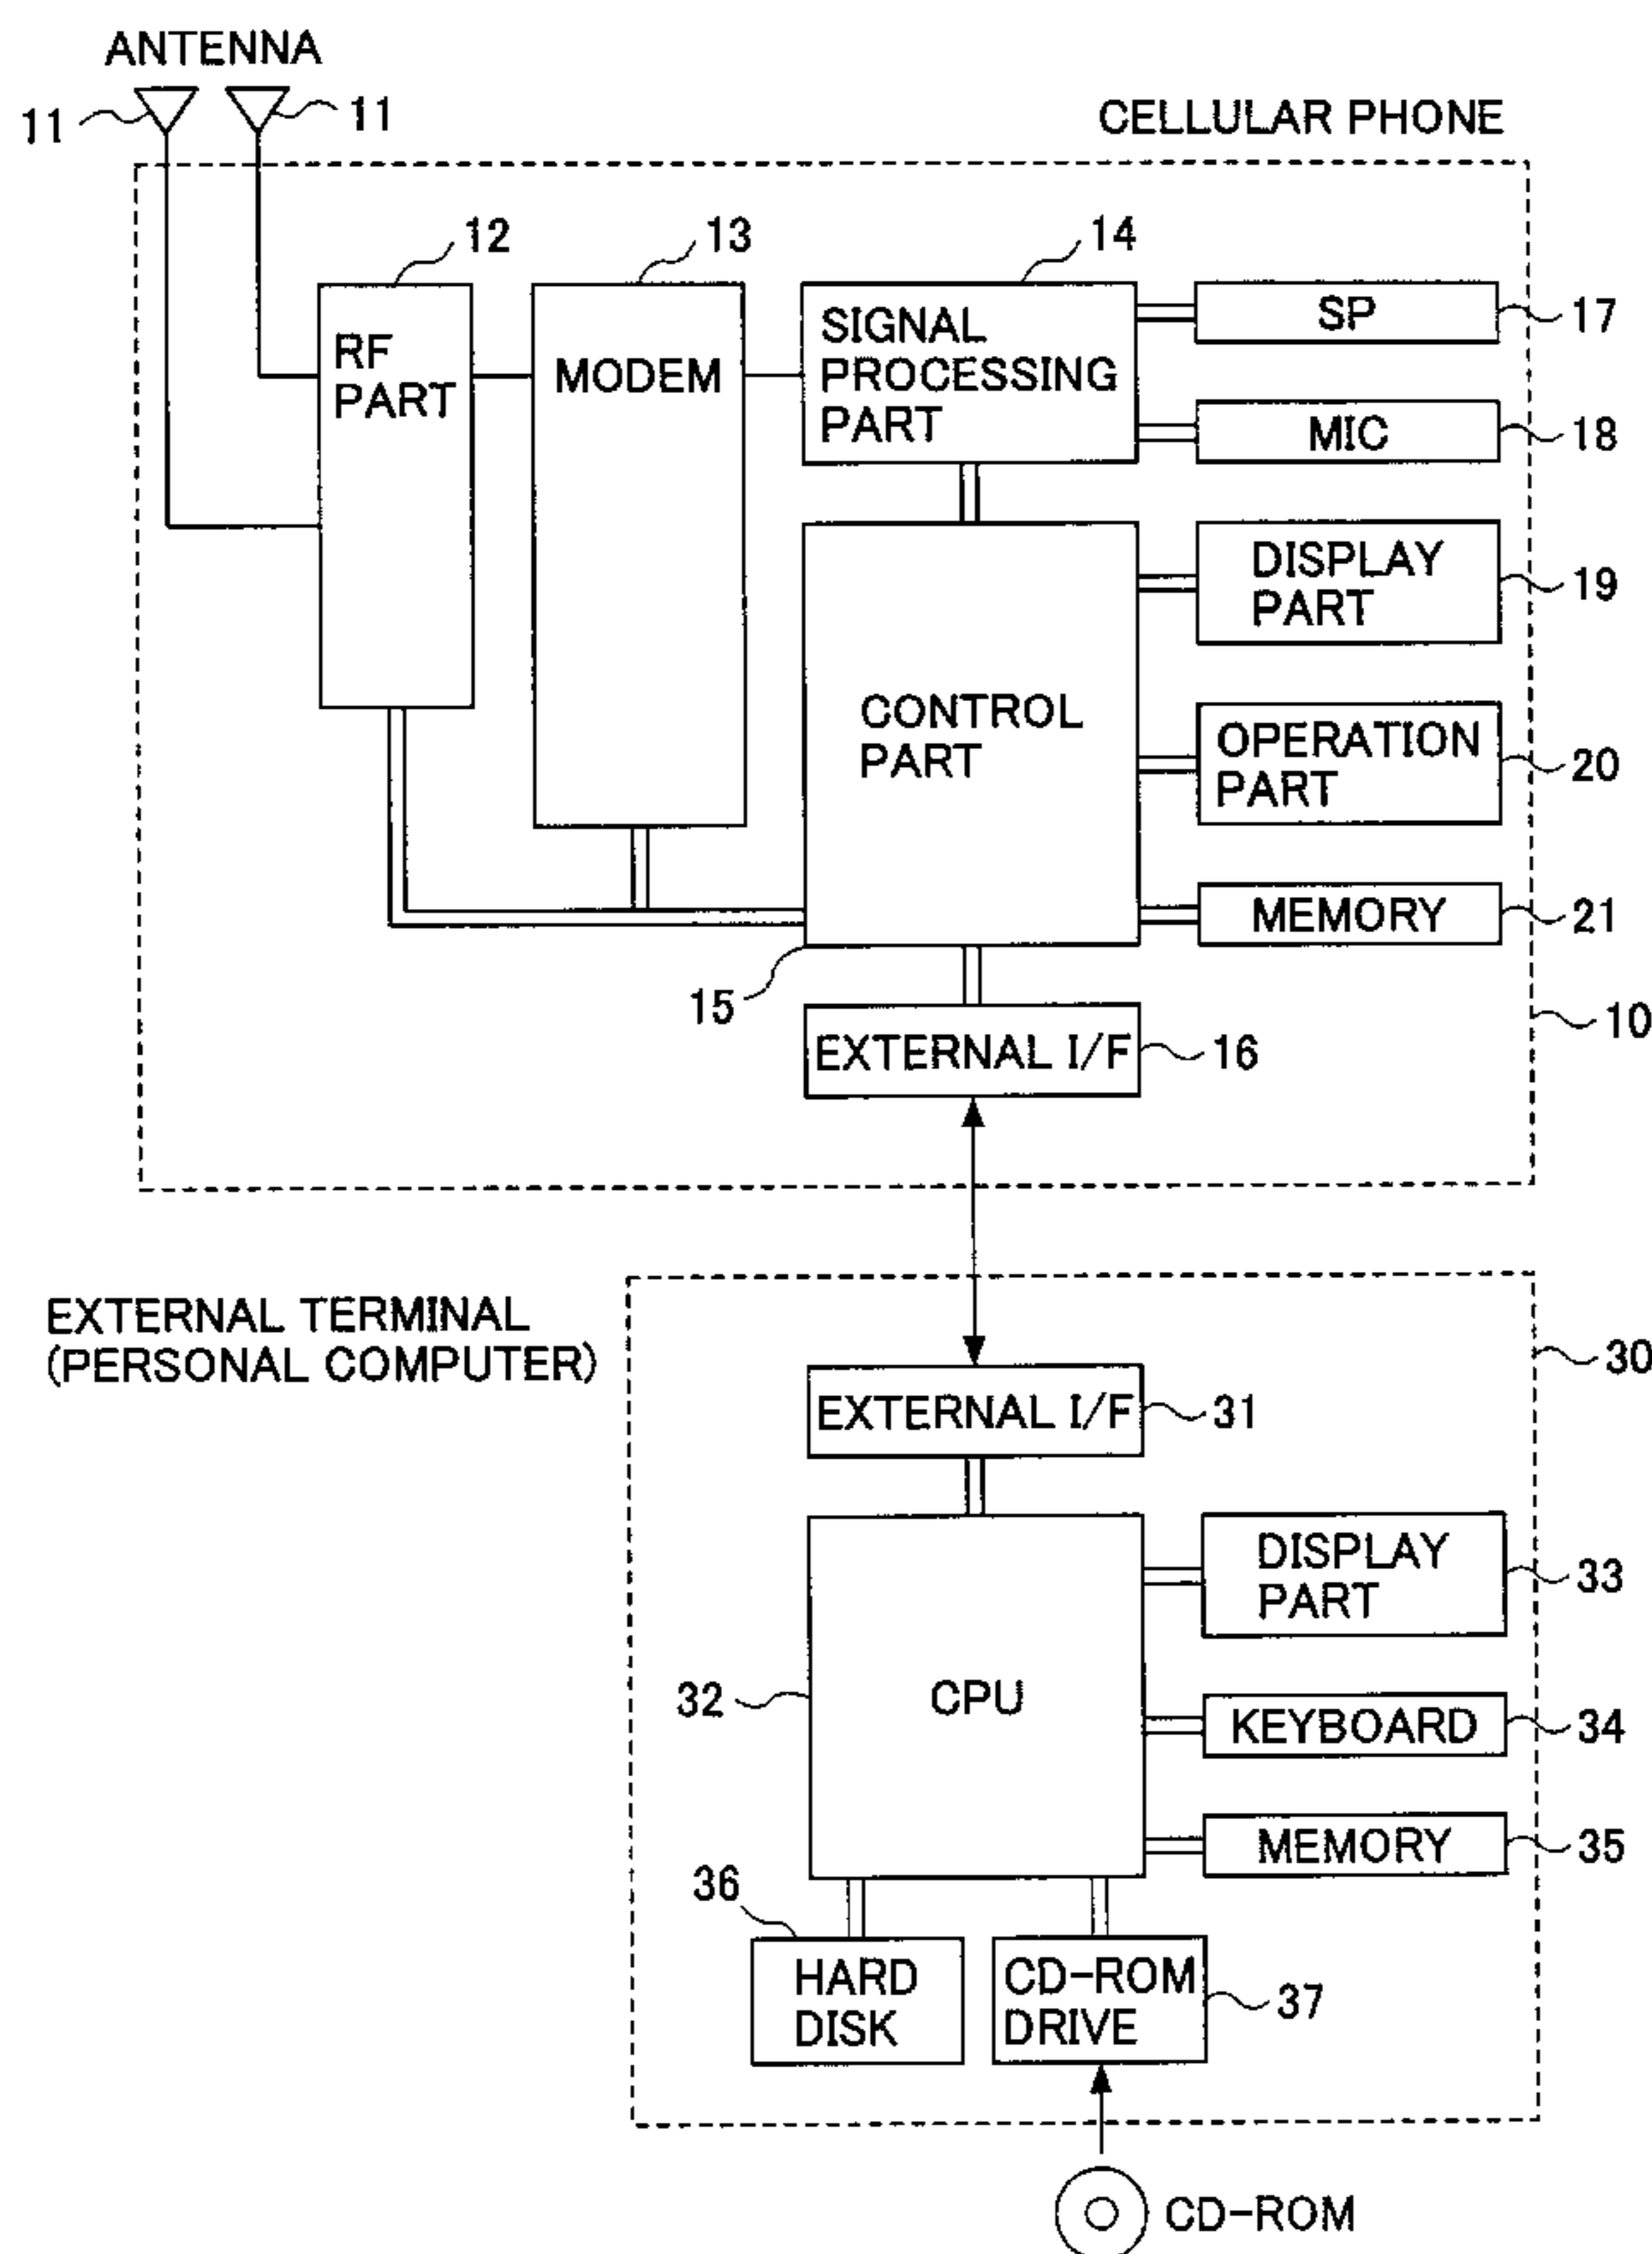 ANTENNA
11
11
CELLULAR PHONE
12
13
14
RF
PART
MODEM
SIGNAL
PROCESSING
PART
SP
17
MIC
18
DISPLAY
PART
19
CONTROL
PART
OPERATION
PART
20
MEMORY
21
15
10
EXTERNAL I/F
16
EXTERNAL TERMINAL
(PERSONAL COMPUTER)
30
EXTERNAL I/F
31
DISPLAY
PART
33
32
CPU
KEYBOARD
34
MEMORY
35
36
HARD
DISK
CD-ROM
DRIVE
37
CD-ROM